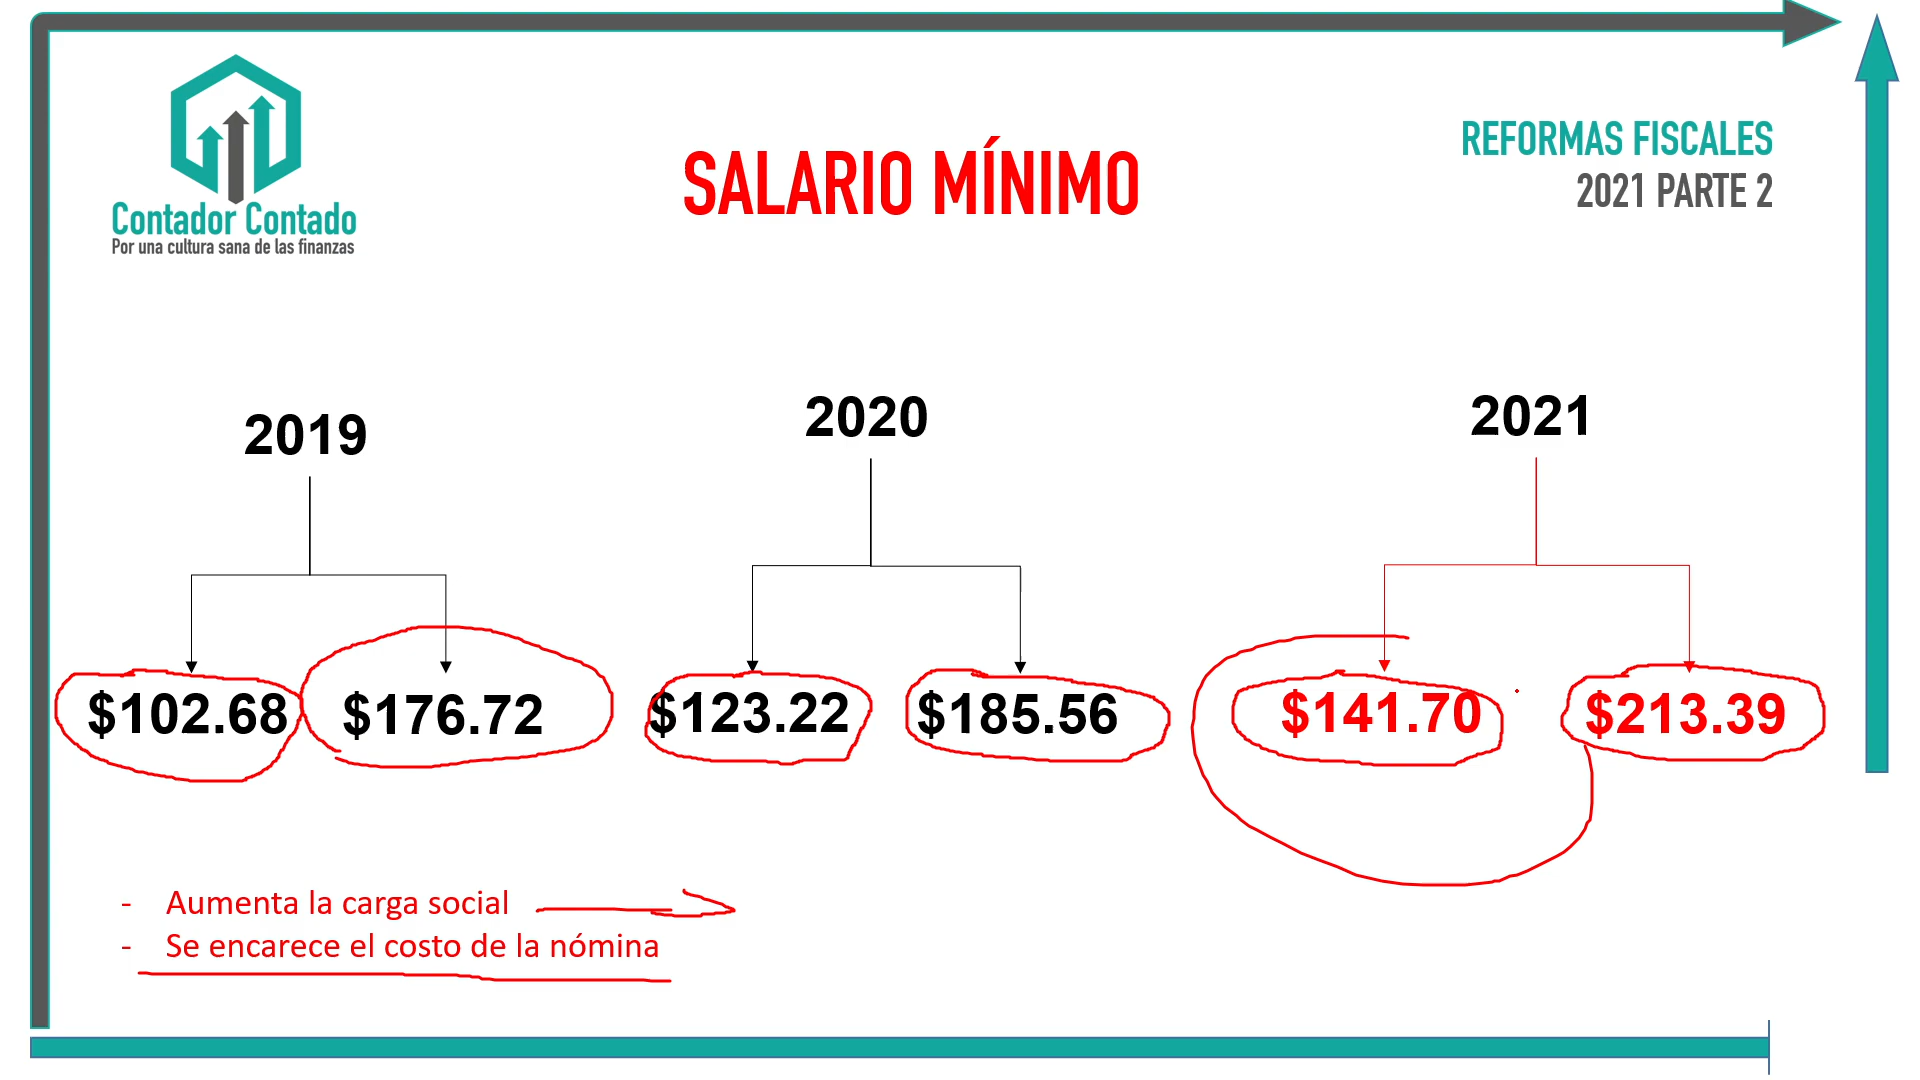 Contador Contado
Por una cultura sana de las finanzas
SALARIO MÍNIMO
REFORMAS FISCALES
2021 PARTE 2
2019
2020
2021
$102.68
$176.72
$123.22
$185.56
$141.70
$213.39
- Aumenta la carga social
- Se encarece el costo de la nómina